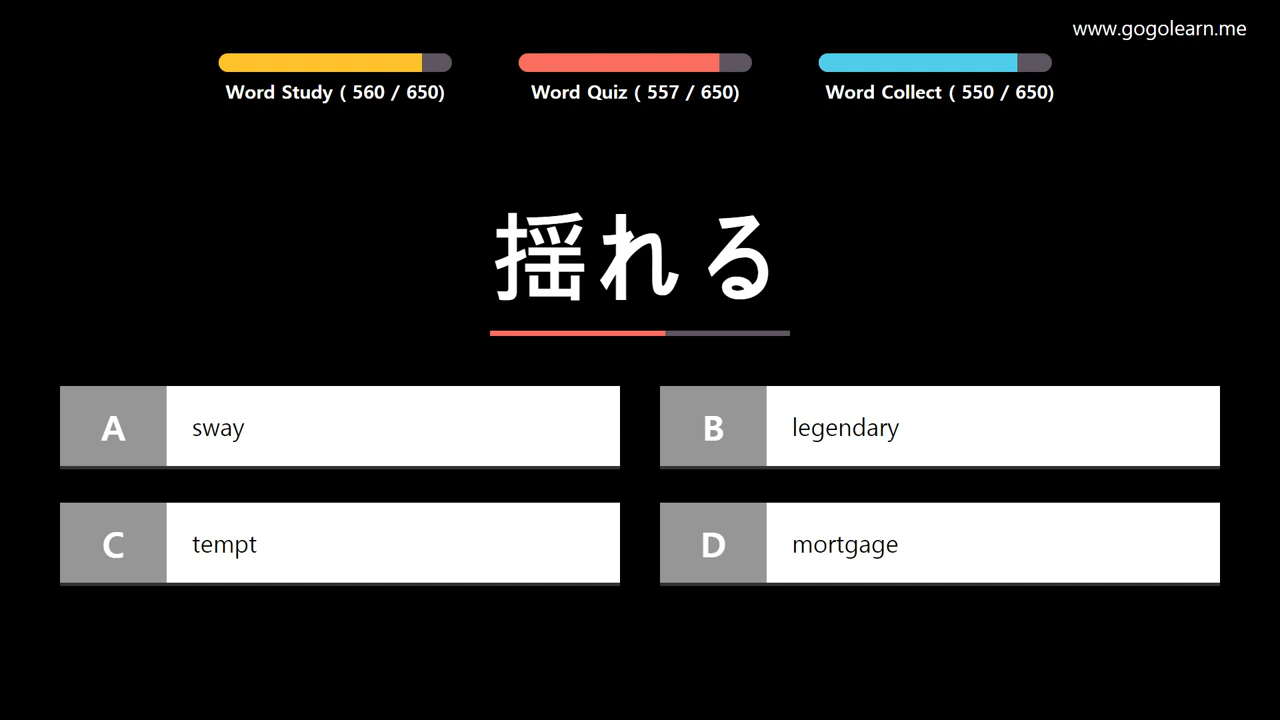 www.gogolearn.me
Word Study ( 560 / 650)
Word Quiz ( 557 / 650)
Word Collect ( 550 / 650)
揺れる
A sway
B legendary
C tempt
D mortgage